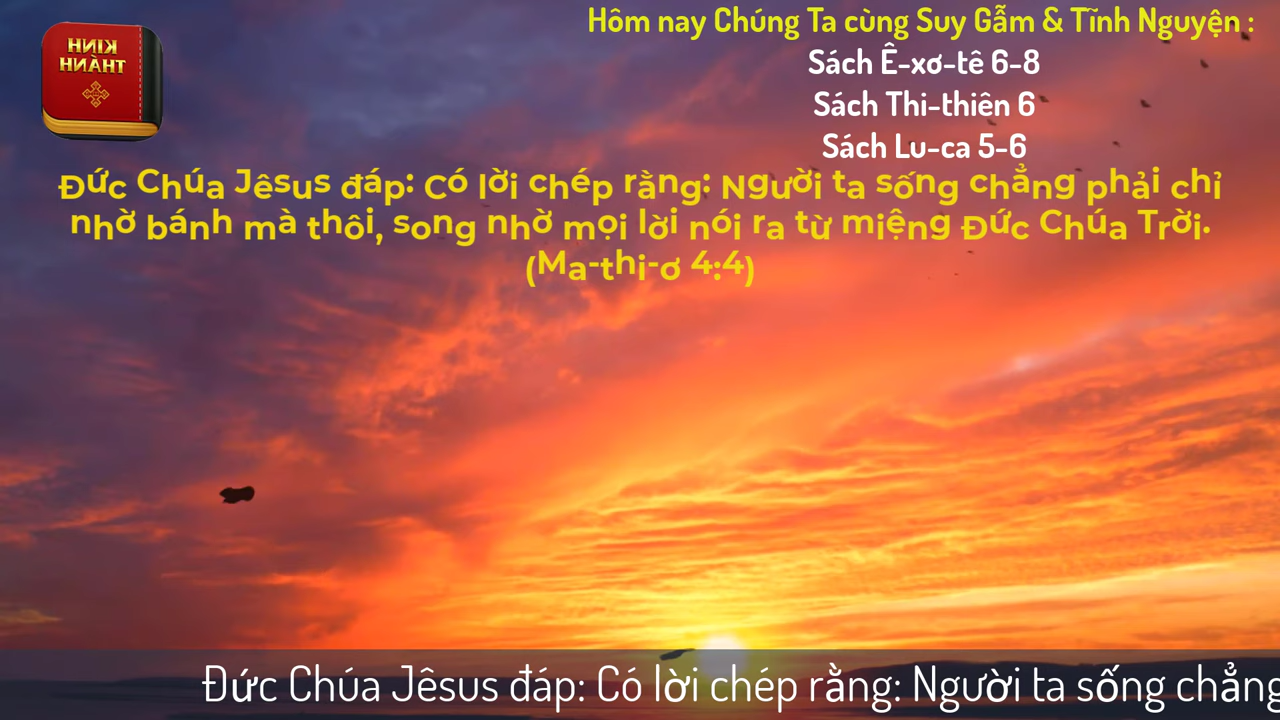 Hôm nay Chúng Ta cùng Suy Gẫm & Tĩnh Nguyện :
Sách Ê-xơ-tê 6-8
Sách Thi-thiên 6
Sách Lu-ca 5-6
KINH
THÁNH
Đức Chúa Jêsus đáp: Có lời chép rằng: Người ta sống chẳng phải chỉ
nhờ bánh mà thôi, song nhờ mọi lời nói ra từ miệng Đức Chúa Trời.
(Ma-thi-ơ 4:4)
Đức Chúa Jêsus đáp: Có lời chép rằng: Người ta sống chẳng